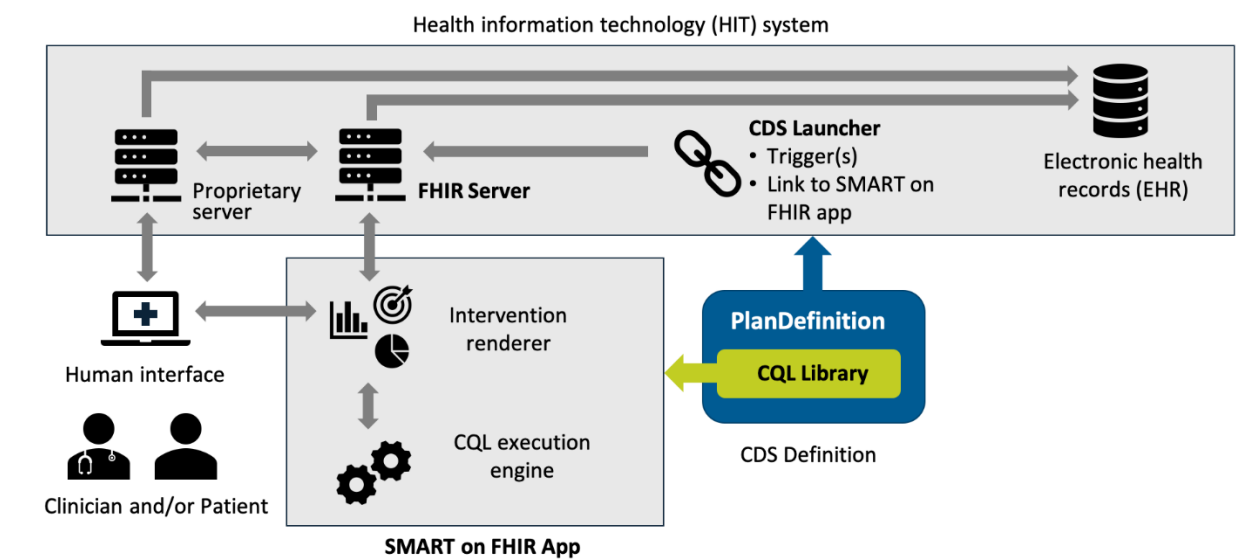 Health information technology (HIT) system
CDS Launcher
• Trigger(s)
• Link to SMART on
FHIR app
Electronic health
records (EHR)
Proprietary
server
FHIR Server
Intervention
renderer
PlanDefinition
CQL Library
Human interface
CQL execution
engine
CDS Definition
Clinician and/or Patient
SMART on FHIR App